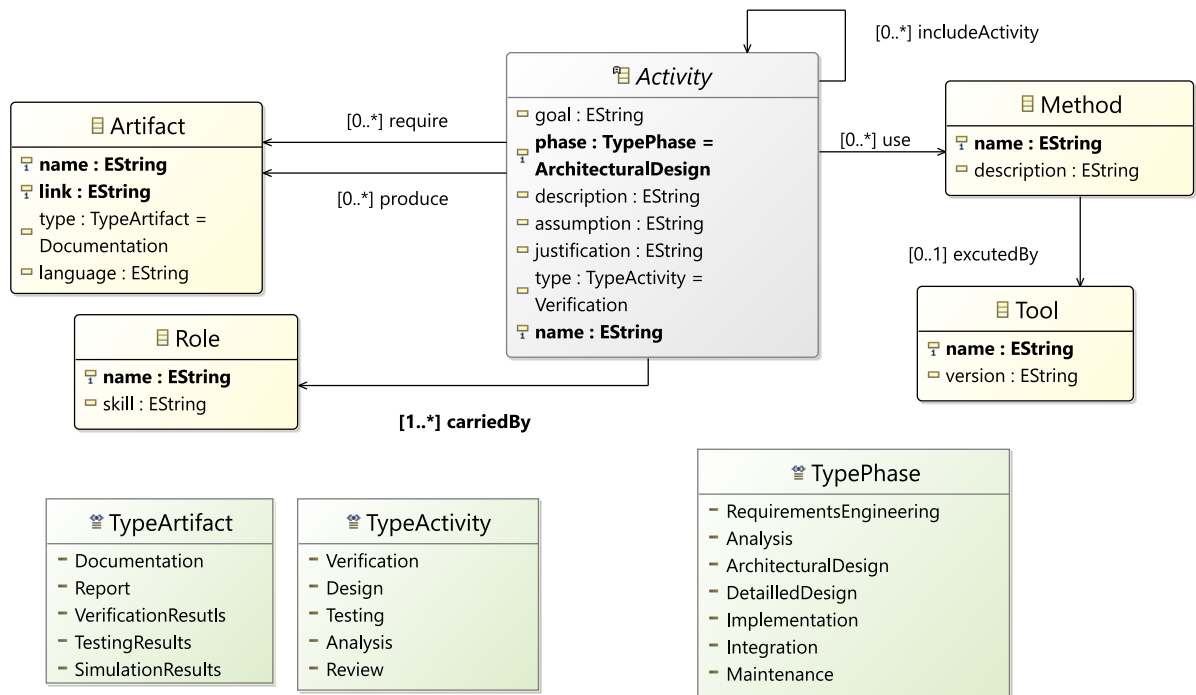 [0..*] includeActivity
Activity
goal : EString
phase : TypePhase =
ArchitecturalDesign
description : EString
assumption : EString
justification : EString
type : TypeActivity =
Verification
name : EString
[0..*] require
[0..*] produce
Artifact
name : EString
link : EString
type : TypeArtifact =
Documentation
language : EString
[0..*] use
Method
name : EString
description : EString
[0..1] excutedBy
Tool
name : EString
version : EString
Role
name : EString
skill : EString
[1..*] carriedBy
TypeArtifact
Documentation
Report
VerificationResutls
TestingResults
SimulationResults
TypeActivity
Verification
Design
Testing
Analysis
Review
TypePhase
RequirementsEngineering
Analysis
ArchitecturalDesign
DetailledDesign
Implementation
Integration
Maintenance